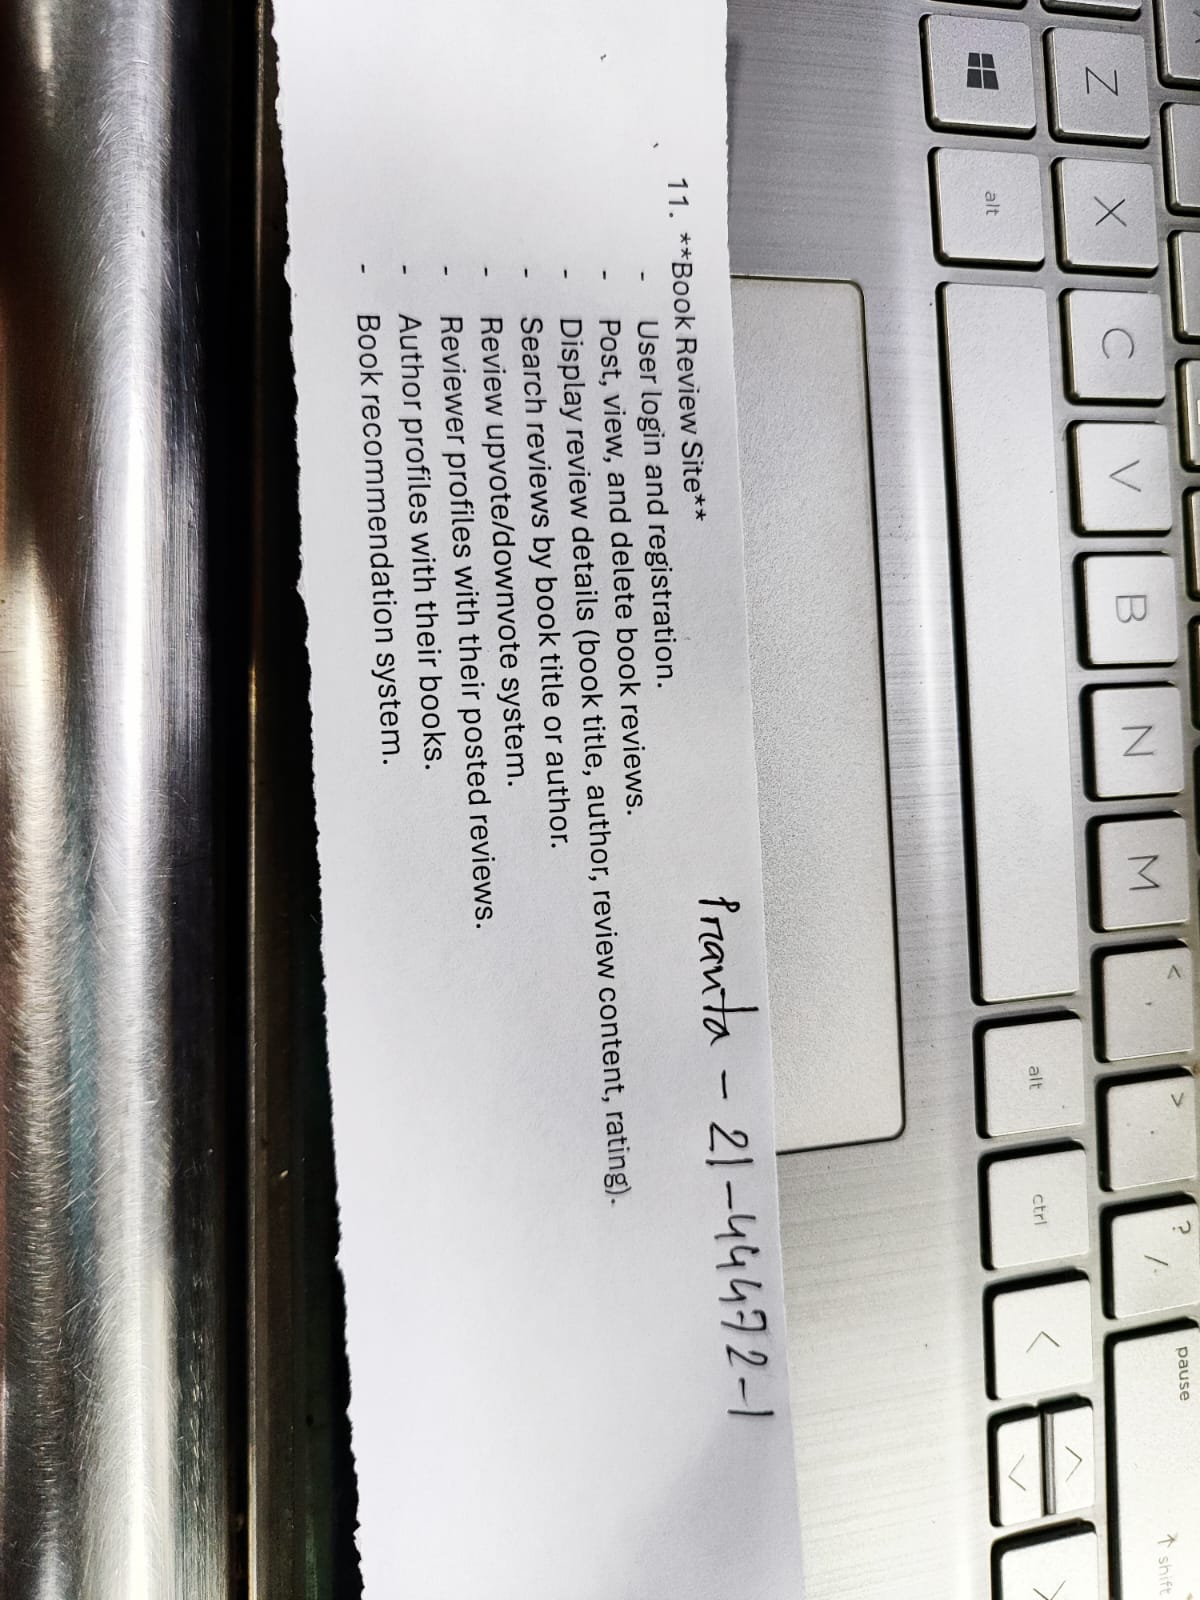 Z X C V B N M < , > . ? / pause ↑ shift
alt alt ctrl
Pranta - 21-44472-1
11. **Book Review Site**
- User login and registration.
- Post, view, and delete book reviews.
- Display review details (book title, author, review content, rating).
- Search reviews by book title or author.
- Review upvote/downvote system.
- Reviewer profiles with their posted reviews.
- Author profiles with their books.
- Book recommendation system.